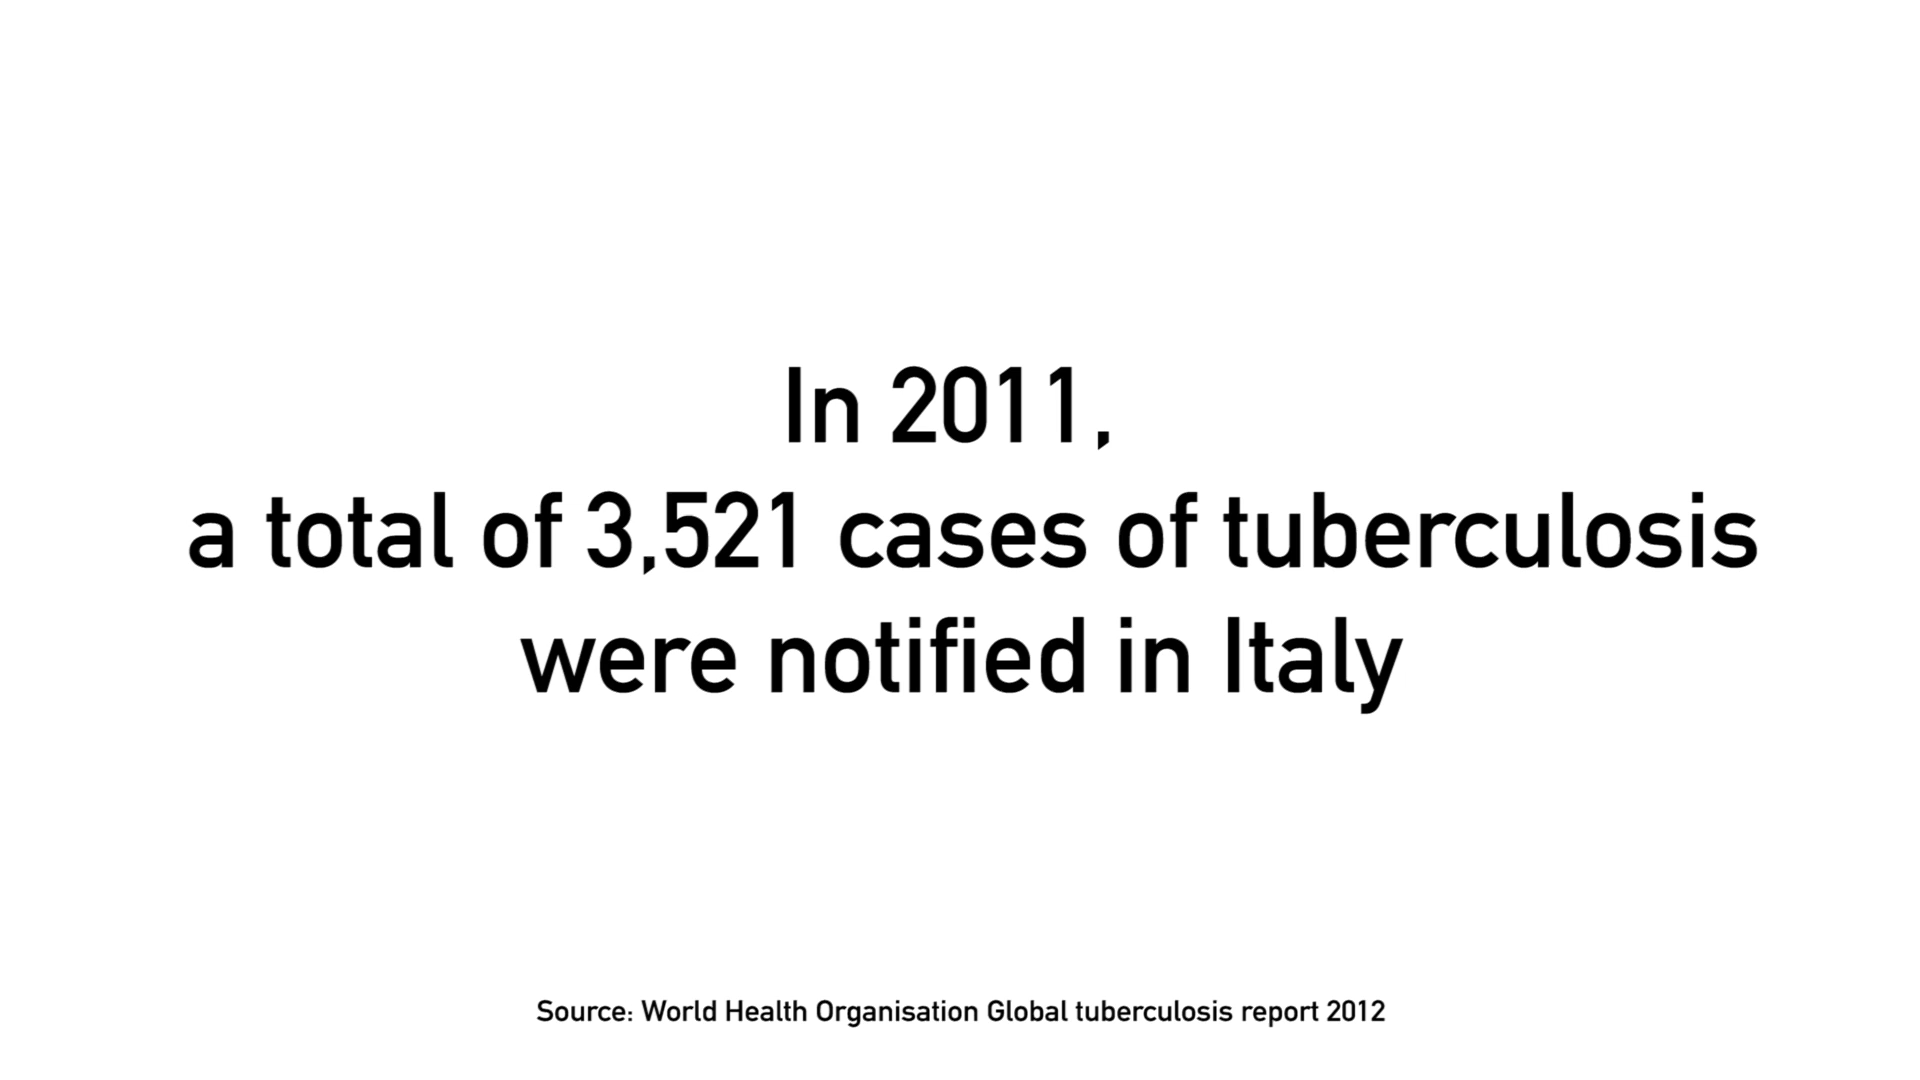 In 2011,
a total of 3,521 cases of tuberculosis
were notified in Italy
Source: World Health Organisation Global tuberculosis report 2012